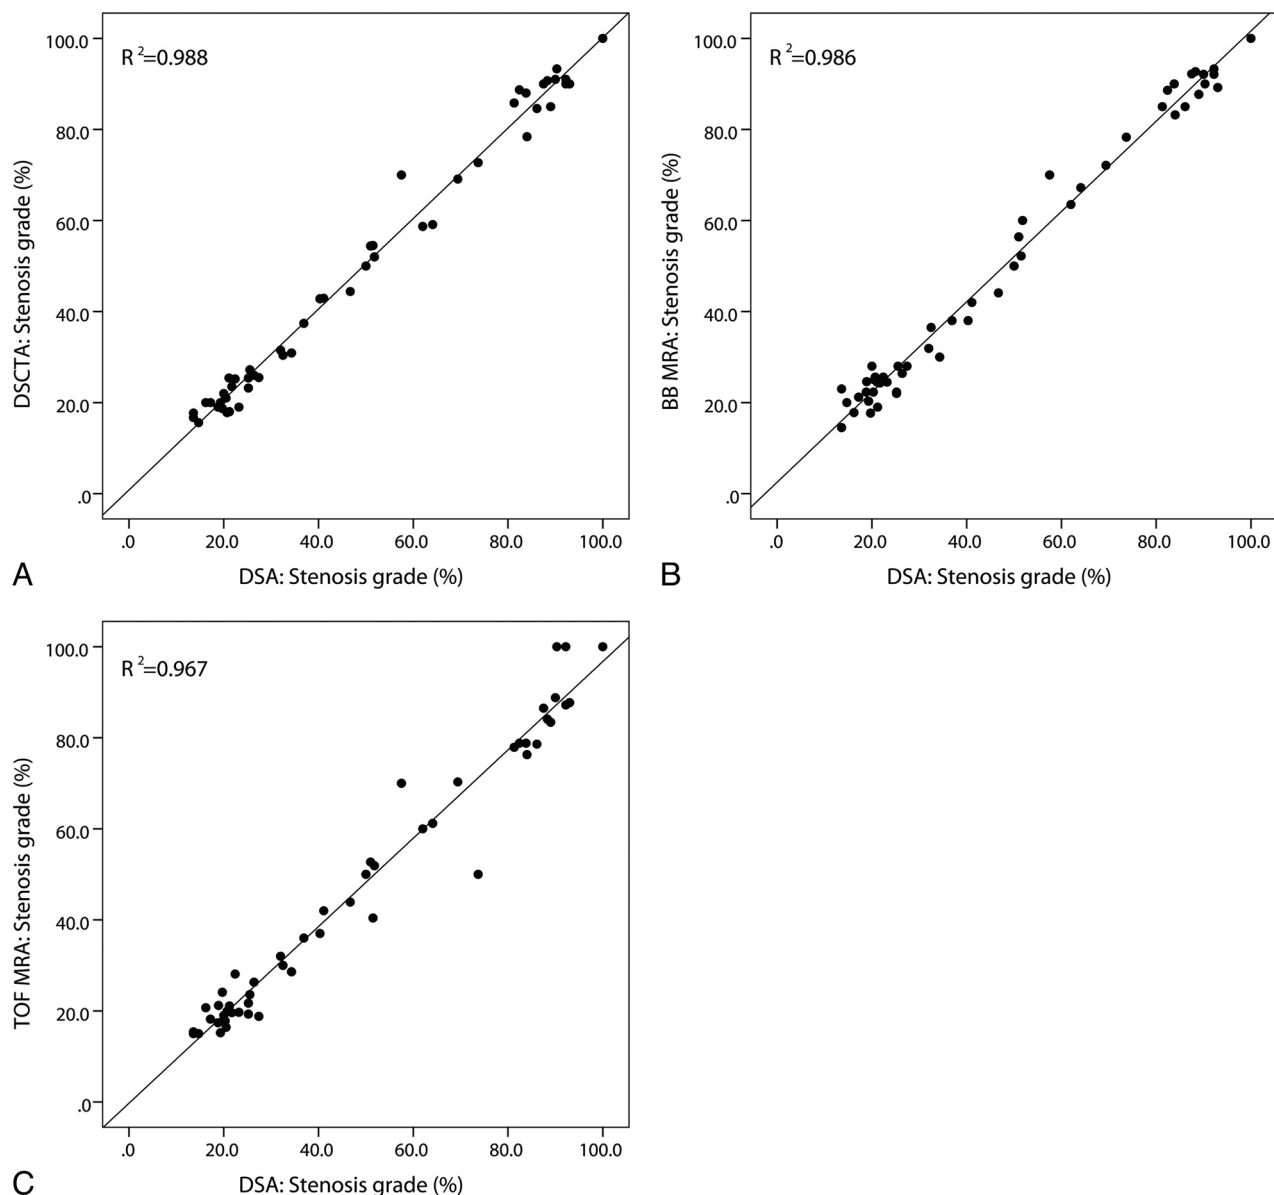 R²=0.988
100.0
80.0
60.0
40.0
20.0
.0
DSCTA: Stenosis grade (%)
.0 20.0 40.0 60.0 80.0 100.0
DSA: Stenosis grade (%)
A
R²=0.986
100.0
80.0
60.0
40.0
20.0
.0
BB MRA: Stenosis grade (%)
.0 20.0 40.0 60.0 80.0 100.0
DSA: Stenosis grade (%)
B
R²=0.967
100.0
80.0
60.0
40.0
20.0
.0
TOF MRA: Stenosis grade (%)
.0 20.0 40.0 60.0 80.0 100.0
DSA: Stenosis grade (%)
C